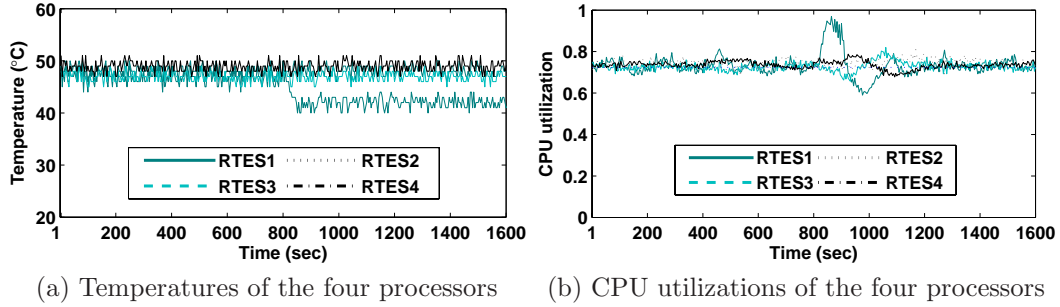 60
50
40
30
20
Temperature (°C)
RTES1 RTES2
RTES3 RTES4
1 200 400 600 800 1000 1200 1400 1600
Time (sec)
(a) Temperatures of the four processors
1
0.8
0.6
0.4
0.2
0
CPU utilization
RTES1 RTES2
RTES3 RTES4
1 200 400 600 800 1000 1200 1400 1600
Time (sec)
(b) CPU utilizations of the four processors